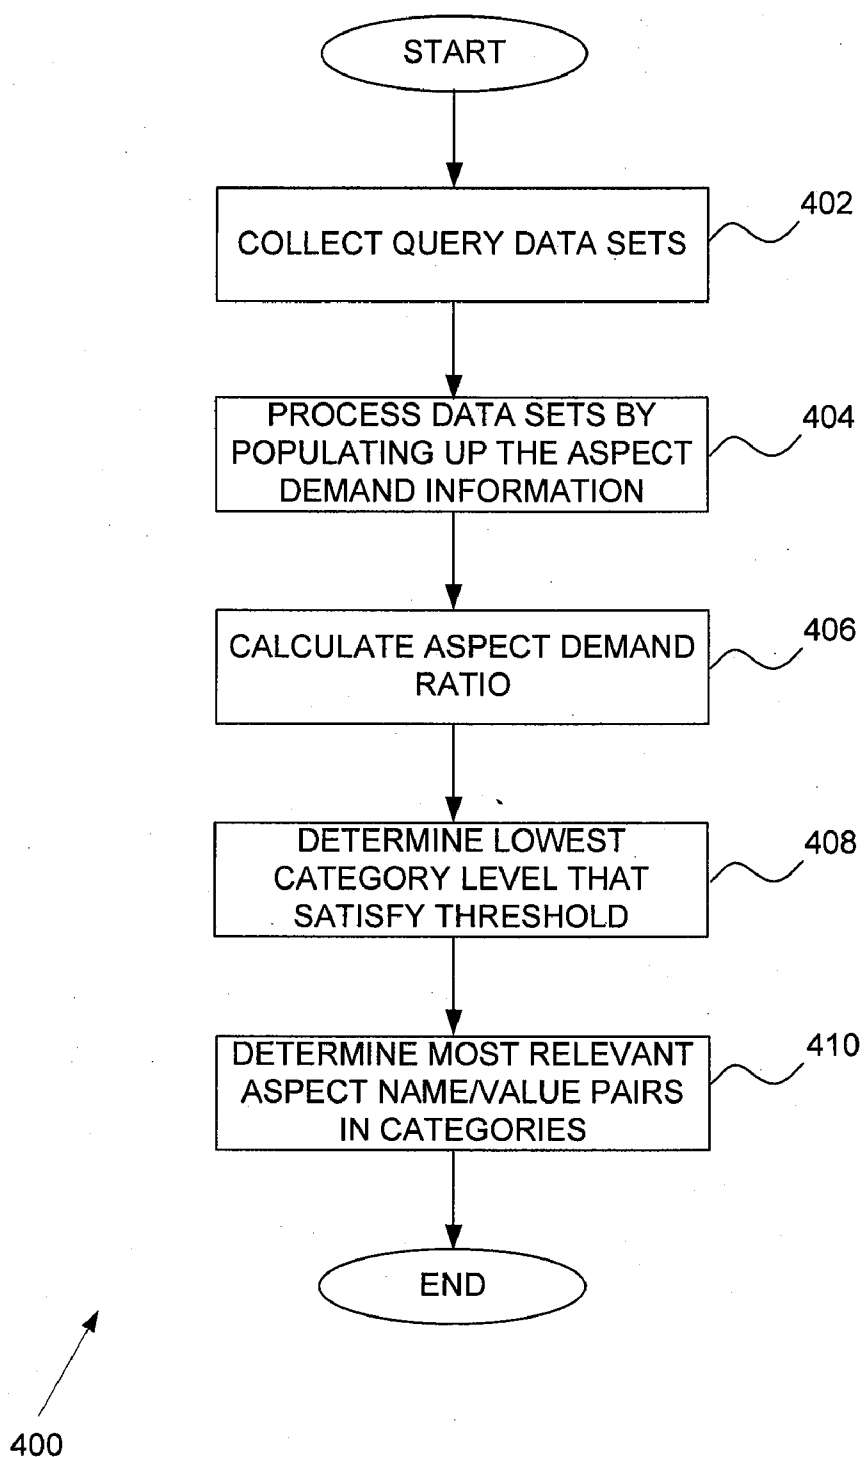 START
402
COLLECT QUERY DATA SETS
404
PROCESS DATA SETS BY
POPULATING UP THE ASPECT
DEMAND INFORMATION
406
CALCULATE ASPECT DEMAND
RATIO
408
DETERMINE LOWEST
CATEGORY LEVEL THAT
SATISFY THRESHOLD
410
DETERMINE MOST RELEVANT
ASPECT NAME/VALUE PAIRS
IN CATEGORIES
END
400